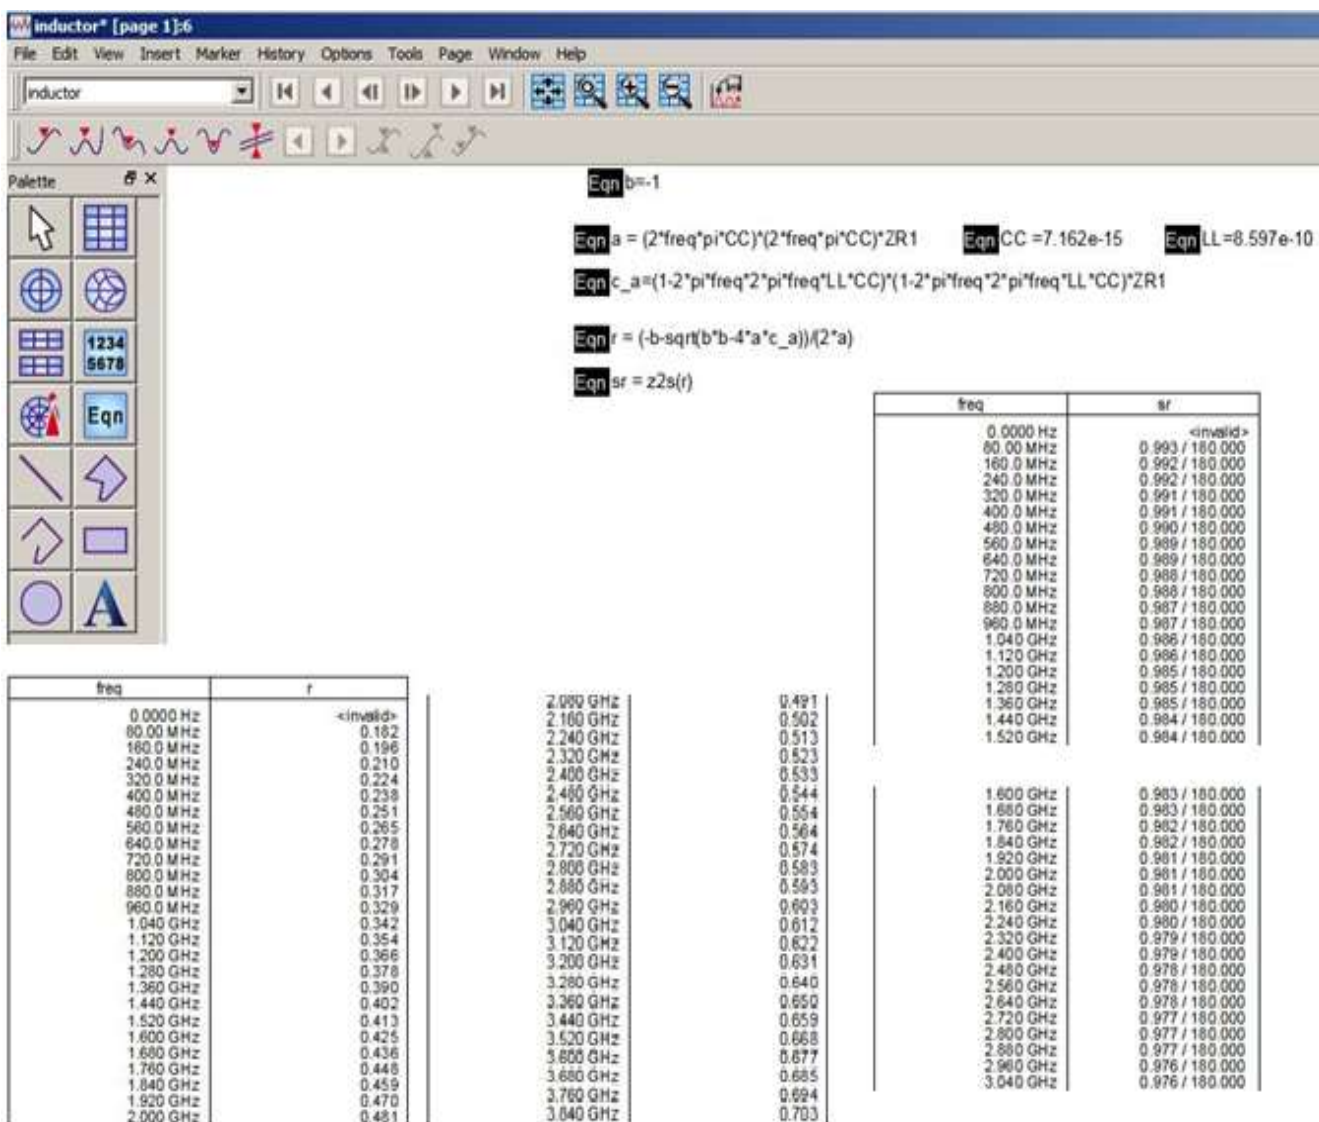 inductor* [page 1]:6
File Edit View Insert Marker History Options Tools Page Window Help
inductor
Palette
1234
5678
Eqn
A
Eqn b=-1
Eqn a = (2*freq*pi*CC)*(2*freq*pi*CC)*ZR1
Eqn CC =7.162e-15
Eqn LL=8.597e-10
Eqn c_a=(1-2*pi*freq*2*pi*freq*LL*CC)*(1-2*pi*freq*2*pi*freq*LL*CC)*ZR1
Eqn r = (-b-sqrt(b*b-4*a*c_a))/(2*a)
Eqn sr = z2s(r)
freq sr
0.0000 Hz <invalid>
80.00 MHz 0.993 / 180.000
160.0 MHz 0.992 / 180.000
240.0 MHz 0.992 / 180.000
320.0 MHz 0.991 / 180.000
400.0 MHz 0.991 / 180.000
480.0 MHz 0.990 / 180.000
560.0 MHz 0.989 / 180.000
640.0 MHz 0.989 / 180.000
720.0 MHz 0.988 / 180.000
800.0 MHz 0.988 / 180.000
880.0 MHz 0.987 / 180.000
960.0 MHz 0.987 / 180.000
1.040 GHz 0.986 / 180.000
1.120 GHz 0.986 / 180.000
1.200 GHz 0.985 / 180.000
1.280 GHz 0.985 / 180.000
1.360 GHz 0.985 / 180.000
1.440 GHz 0.984 / 180.000
1.520 GHz 0.984 / 180.000
1.600 GHz 0.983 / 180.000
1.680 GHz 0.983 / 180.000
1.760 GHz 0.982 / 180.000
1.840 GHz 0.982 / 180.000
1.920 GHz 0.981 / 180.000
2.000 GHz 0.981 / 180.000
2.080 GHz 0.981 / 180.000
2.160 GHz 0.980 / 180.000
2.240 GHz 0.980 / 180.000
2.320 GHz 0.979 / 180.000
2.400 GHz 0.979 / 180.000
2.480 GHz 0.978 / 180.000
2.560 GHz 0.978 / 180.000
2.640 GHz 0.978 / 180.000
2.720 GHz 0.977 / 180.000
2.800 GHz 0.977 / 180.000
2.880 GHz 0.977 / 180.000
2.960 GHz 0.976 / 180.000
3.040 GHz 0.976 / 180.000
freq r
0.0000 Hz <invalid>
80.00 MHz 0.182
160.0 MHz 0.196
240.0 MHz 0.210
320.0 MHz 0.224
400.0 MHz 0.238
480.0 MHz 0.251
560.0 MHz 0.265
640.0 MHz 0.278
720.0 MHz 0.291
800.0 MHz 0.304
880.0 MHz 0.317
960.0 MHz 0.329
1.040 GHz 0.342
1.120 GHz 0.354
1.200 GHz 0.366
1.280 GHz 0.378
1.360 GHz 0.390
1.440 GHz 0.402
1.520 GHz 0.413
1.600 GHz 0.425
1.680 GHz 0.436
1.760 GHz 0.448
1.840 GHz 0.459
1.920 GHz 0.470
2.000 GHz 0.481
2.080 GHz 0.491
2.160 GHz 0.502
2.240 GHz 0.513
2.320 GHz 0.523
2.400 GHz 0.533
2.480 GHz 0.544
2.560 GHz 0.554
2.640 GHz 0.564
2.720 GHz 0.574
2.800 GHz 0.583
2.880 GHz 0.593
2.960 GHz 0.603
3.040 GHz 0.612
3.120 GHz 0.622
3.200 GHz 0.631
3.280 GHz 0.640
3.360 GHz 0.650
3.440 GHz 0.659
3.520 GHz 0.668
3.600 GHz 0.677
3.680 GHz 0.685
3.760 GHz 0.694
3.840 GHz 0.703